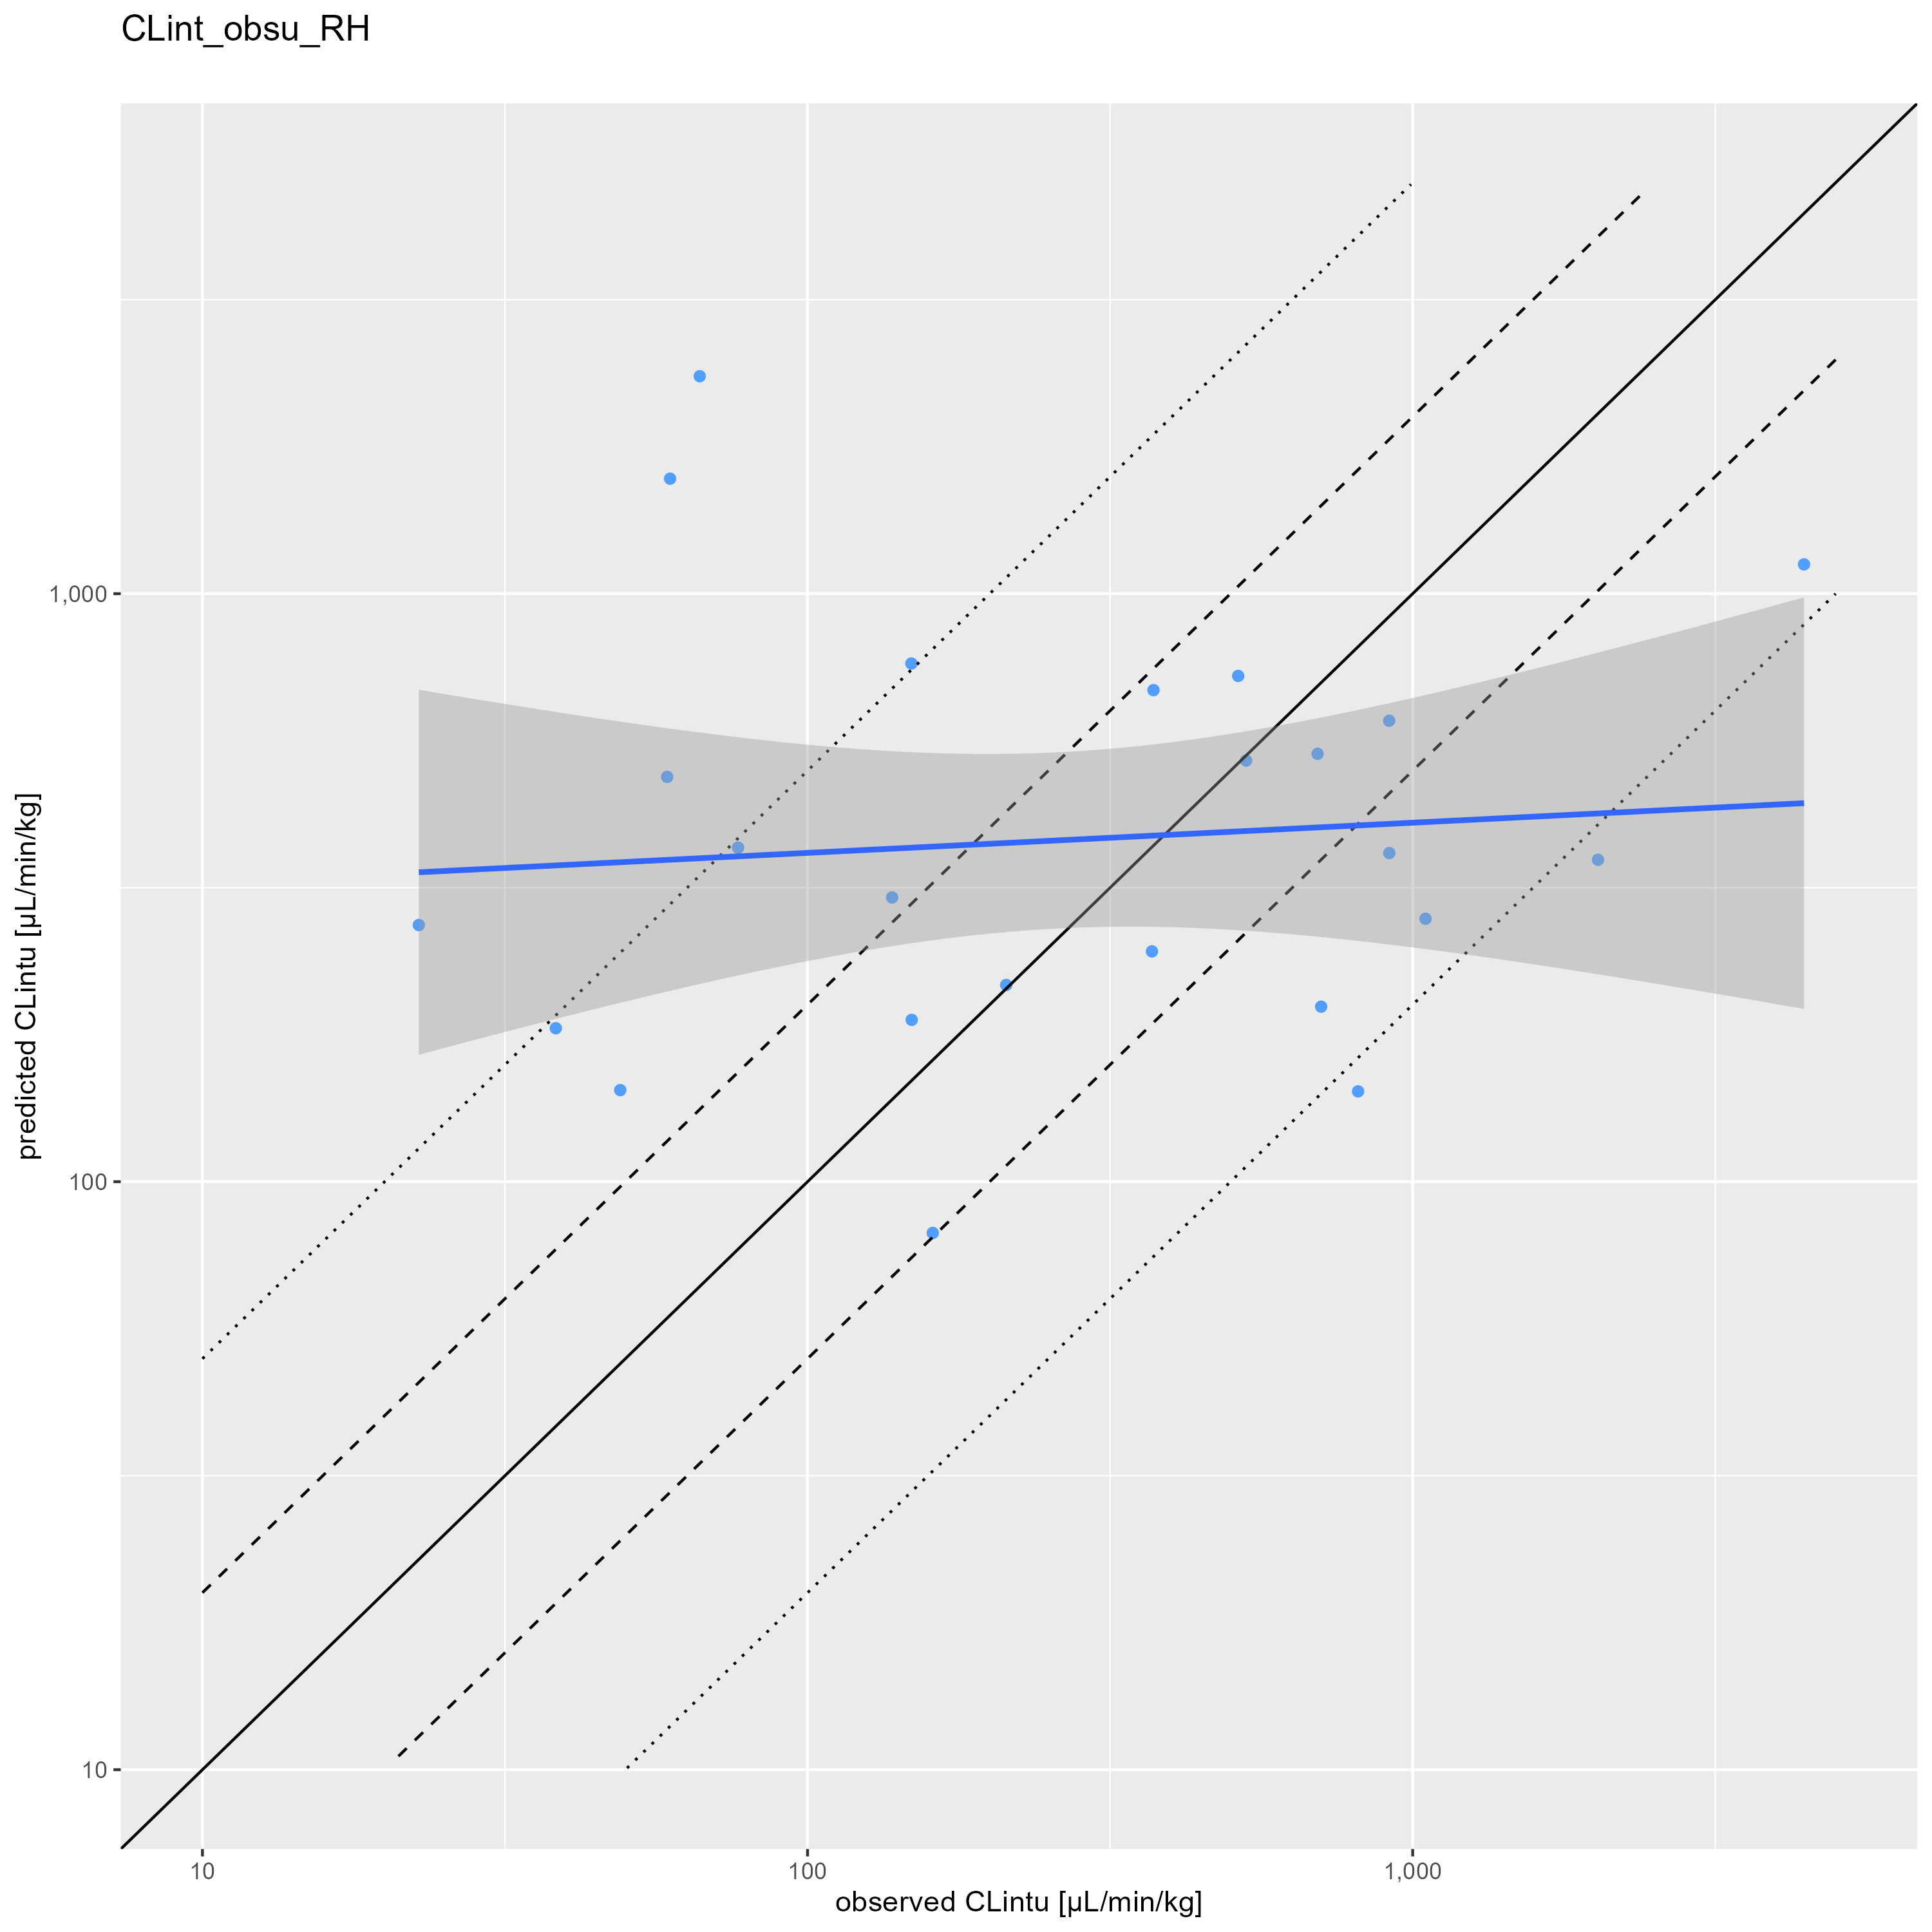 CLint_obsu_RH
1,000
100
10
predicted CLintu [µL/min/kg]
10
100
1,000
observed CLintu [µL/min/kg]